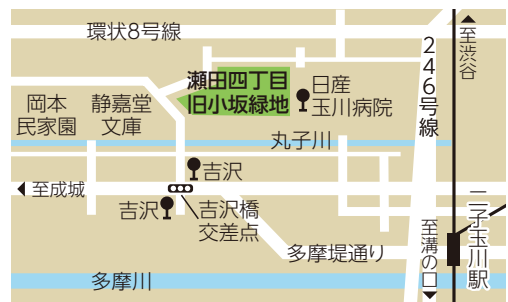 環状8号線
至渋谷
246号線
瀬田四丁目
旧小坂緑地
日産
玉川病院
岡本
民家園
静嘉堂
文庫
丸子川
吉沢
至成城
吉沢
吉沢橋
交差点
二子玉川駅
至溝の口
多摩堤通り
多摩川